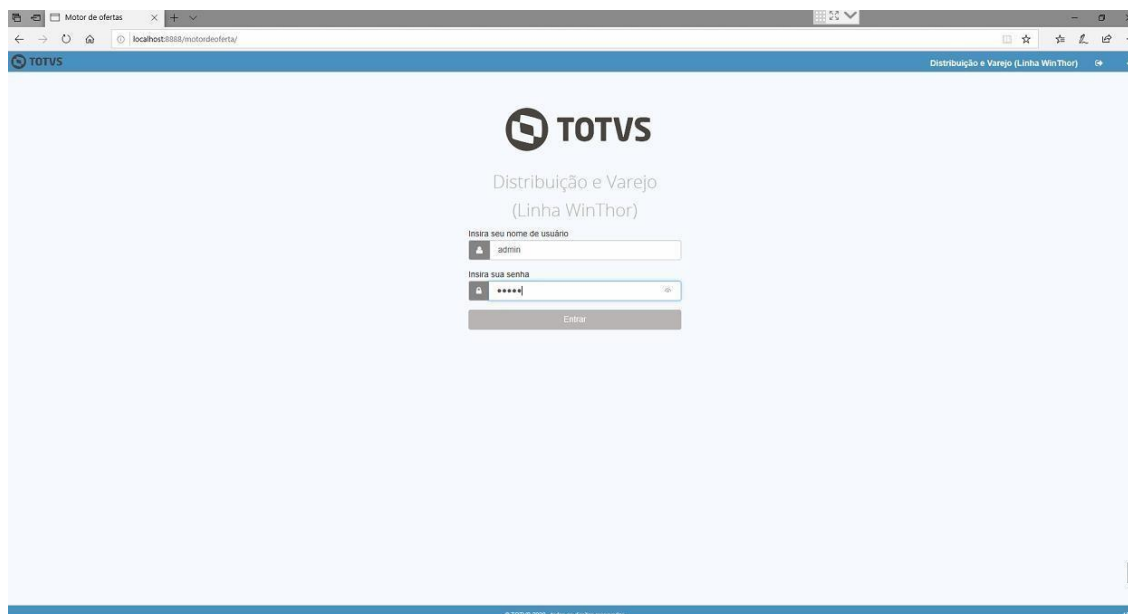 Motor de ofertas
localhost:8888/motordeoferta/
TOTVS
Distribuição e Varejo (Linha WinThor)
TOTVS
Distribuição e Varejo
(Linha WinThor)
Insira seu nome de usuário
admin
Insira sua senha
Entrar
© TOTVS